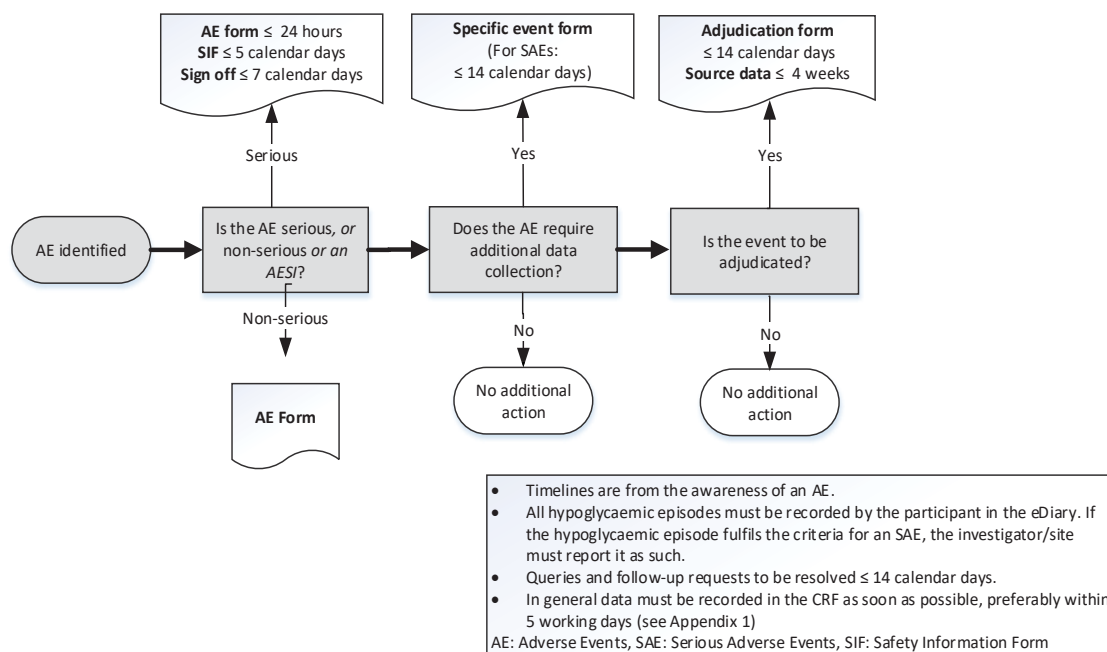 AE form ≤ 24 hours
SIF ≤ 5 calendar days
Sign off ≤ 7 calendar days
Specific event form
(For SAEs:
≤ 14 calendar days)
Adjudication form
≤ 14 calendar days
Source data ≤ 4 weeks
Serious
Yes
Yes
AE identified
Is the AE serious, or
non-serious or an
AESI?
Does the AE require
additional data
collection?
Is the event to be
adjudicated?
Non-serious
No
No
AE Form
No additional
action
No additional
action
• Timelines are from the awareness of an AE.
• All hypoglycaemic episodes must be recorded by the participant in the eDiary. If
the hypoglycaemic episode fulfils the criteria for an SAE, the investigator/site
must report it as such.
• Queries and follow-up requests to be resolved ≤ 14 calendar days.
• In general data must be recorded in the CRF as soon as possible, preferably within
5 working days (see Appendix 1)
AE: Adverse Events, SAE: Serious Adverse Events, SIF: Safety Information Form